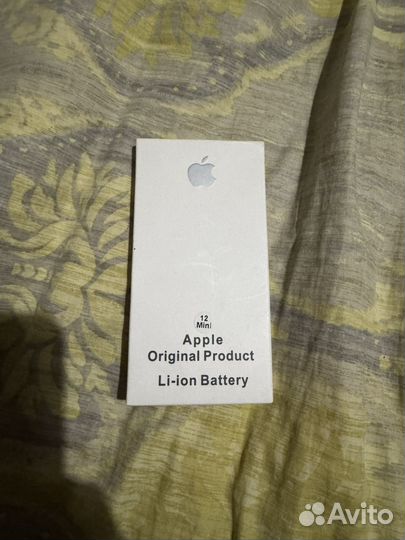 12
Mini
Apple
Original Product
Li-ion Battery
Avito